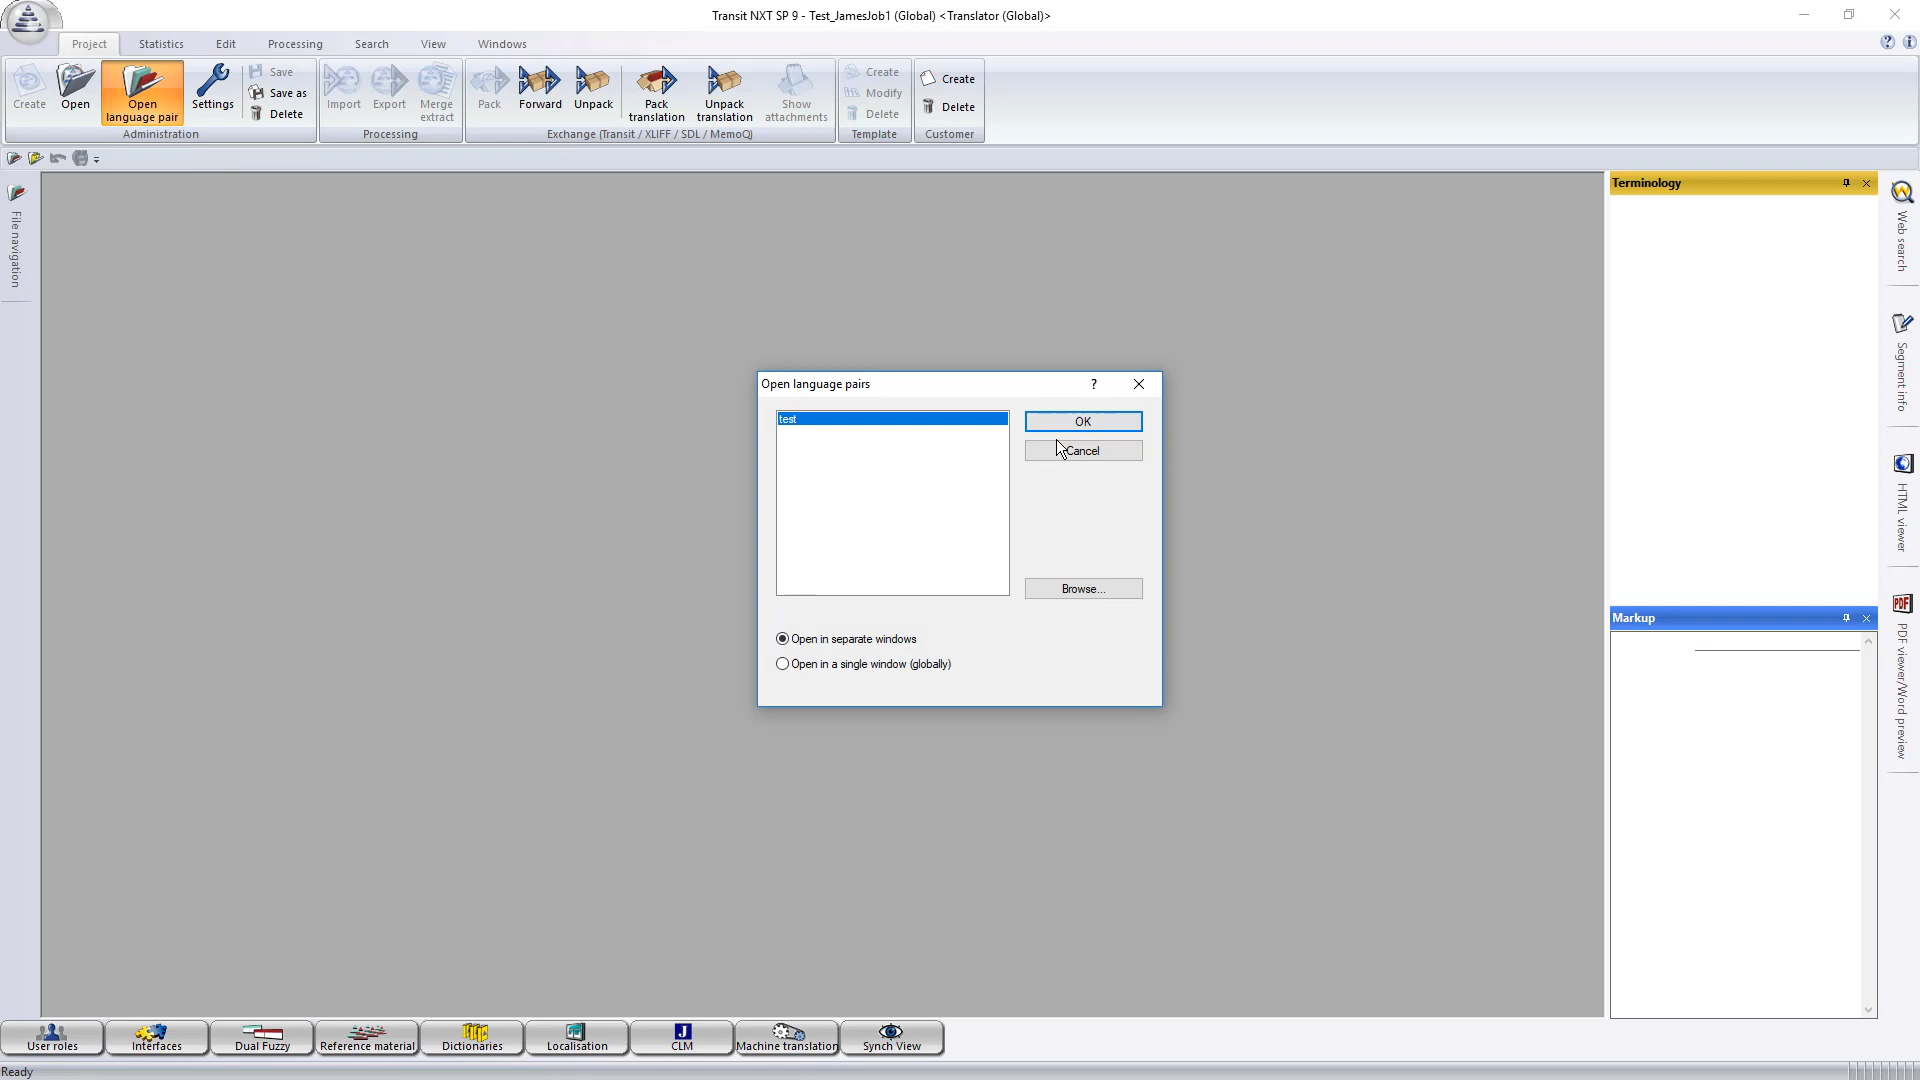 Transit NXT SP 9 - Test_JamesJob1 (Global) <Translator (Global)>
Project Statistics Edit Processing Search View Windows
Create
Open
Open language pair
Settings
Save
Save as
Delete
Administration
Import
Export
Merge extract
Processing
Pack
Forward
Unpack
Pack translation
Unpack translation
Show attachments
Exchange (Transit / XLIFF / SDL / MemoQ)
Create
Modify
Delete
Template
Create
Delete
Customer
File navigation
Open language pairs
?
test
OK
Cancel
Browse...
Open in separate windows
Open in a single window (globally)
Terminology
Markup
Web search
Segment info
HTML viewer
PDF
PDF viewer/Word preview
User roles
Interfaces
Dual Fuzzy
Reference material
Dictionaries
Localisation
J
CLM
Machine translation
Synch View
Ready